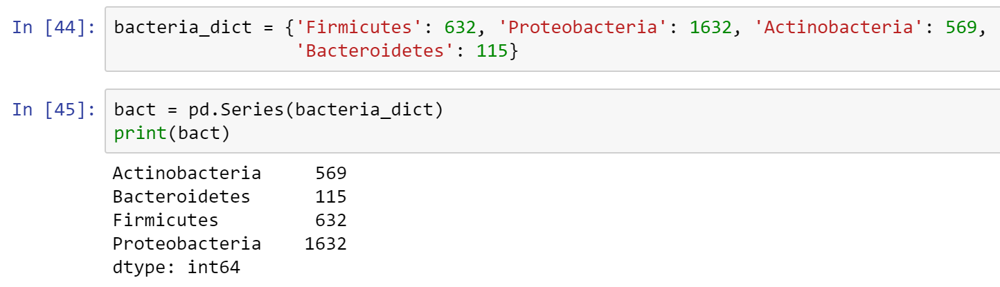 In [44]: bacteria_dict = {'Firmicutes': 632, 'Proteobacteria': 1632, 'Actinobacteria': 569,
'Bacteroidetes': 115}
In [45]: bact = pd.Series(bacteria_dict)
print(bact)
Actinobacteria     569
Bacteroidetes      115
Firmicutes         632
Proteobacteria    1632
dtype: int64